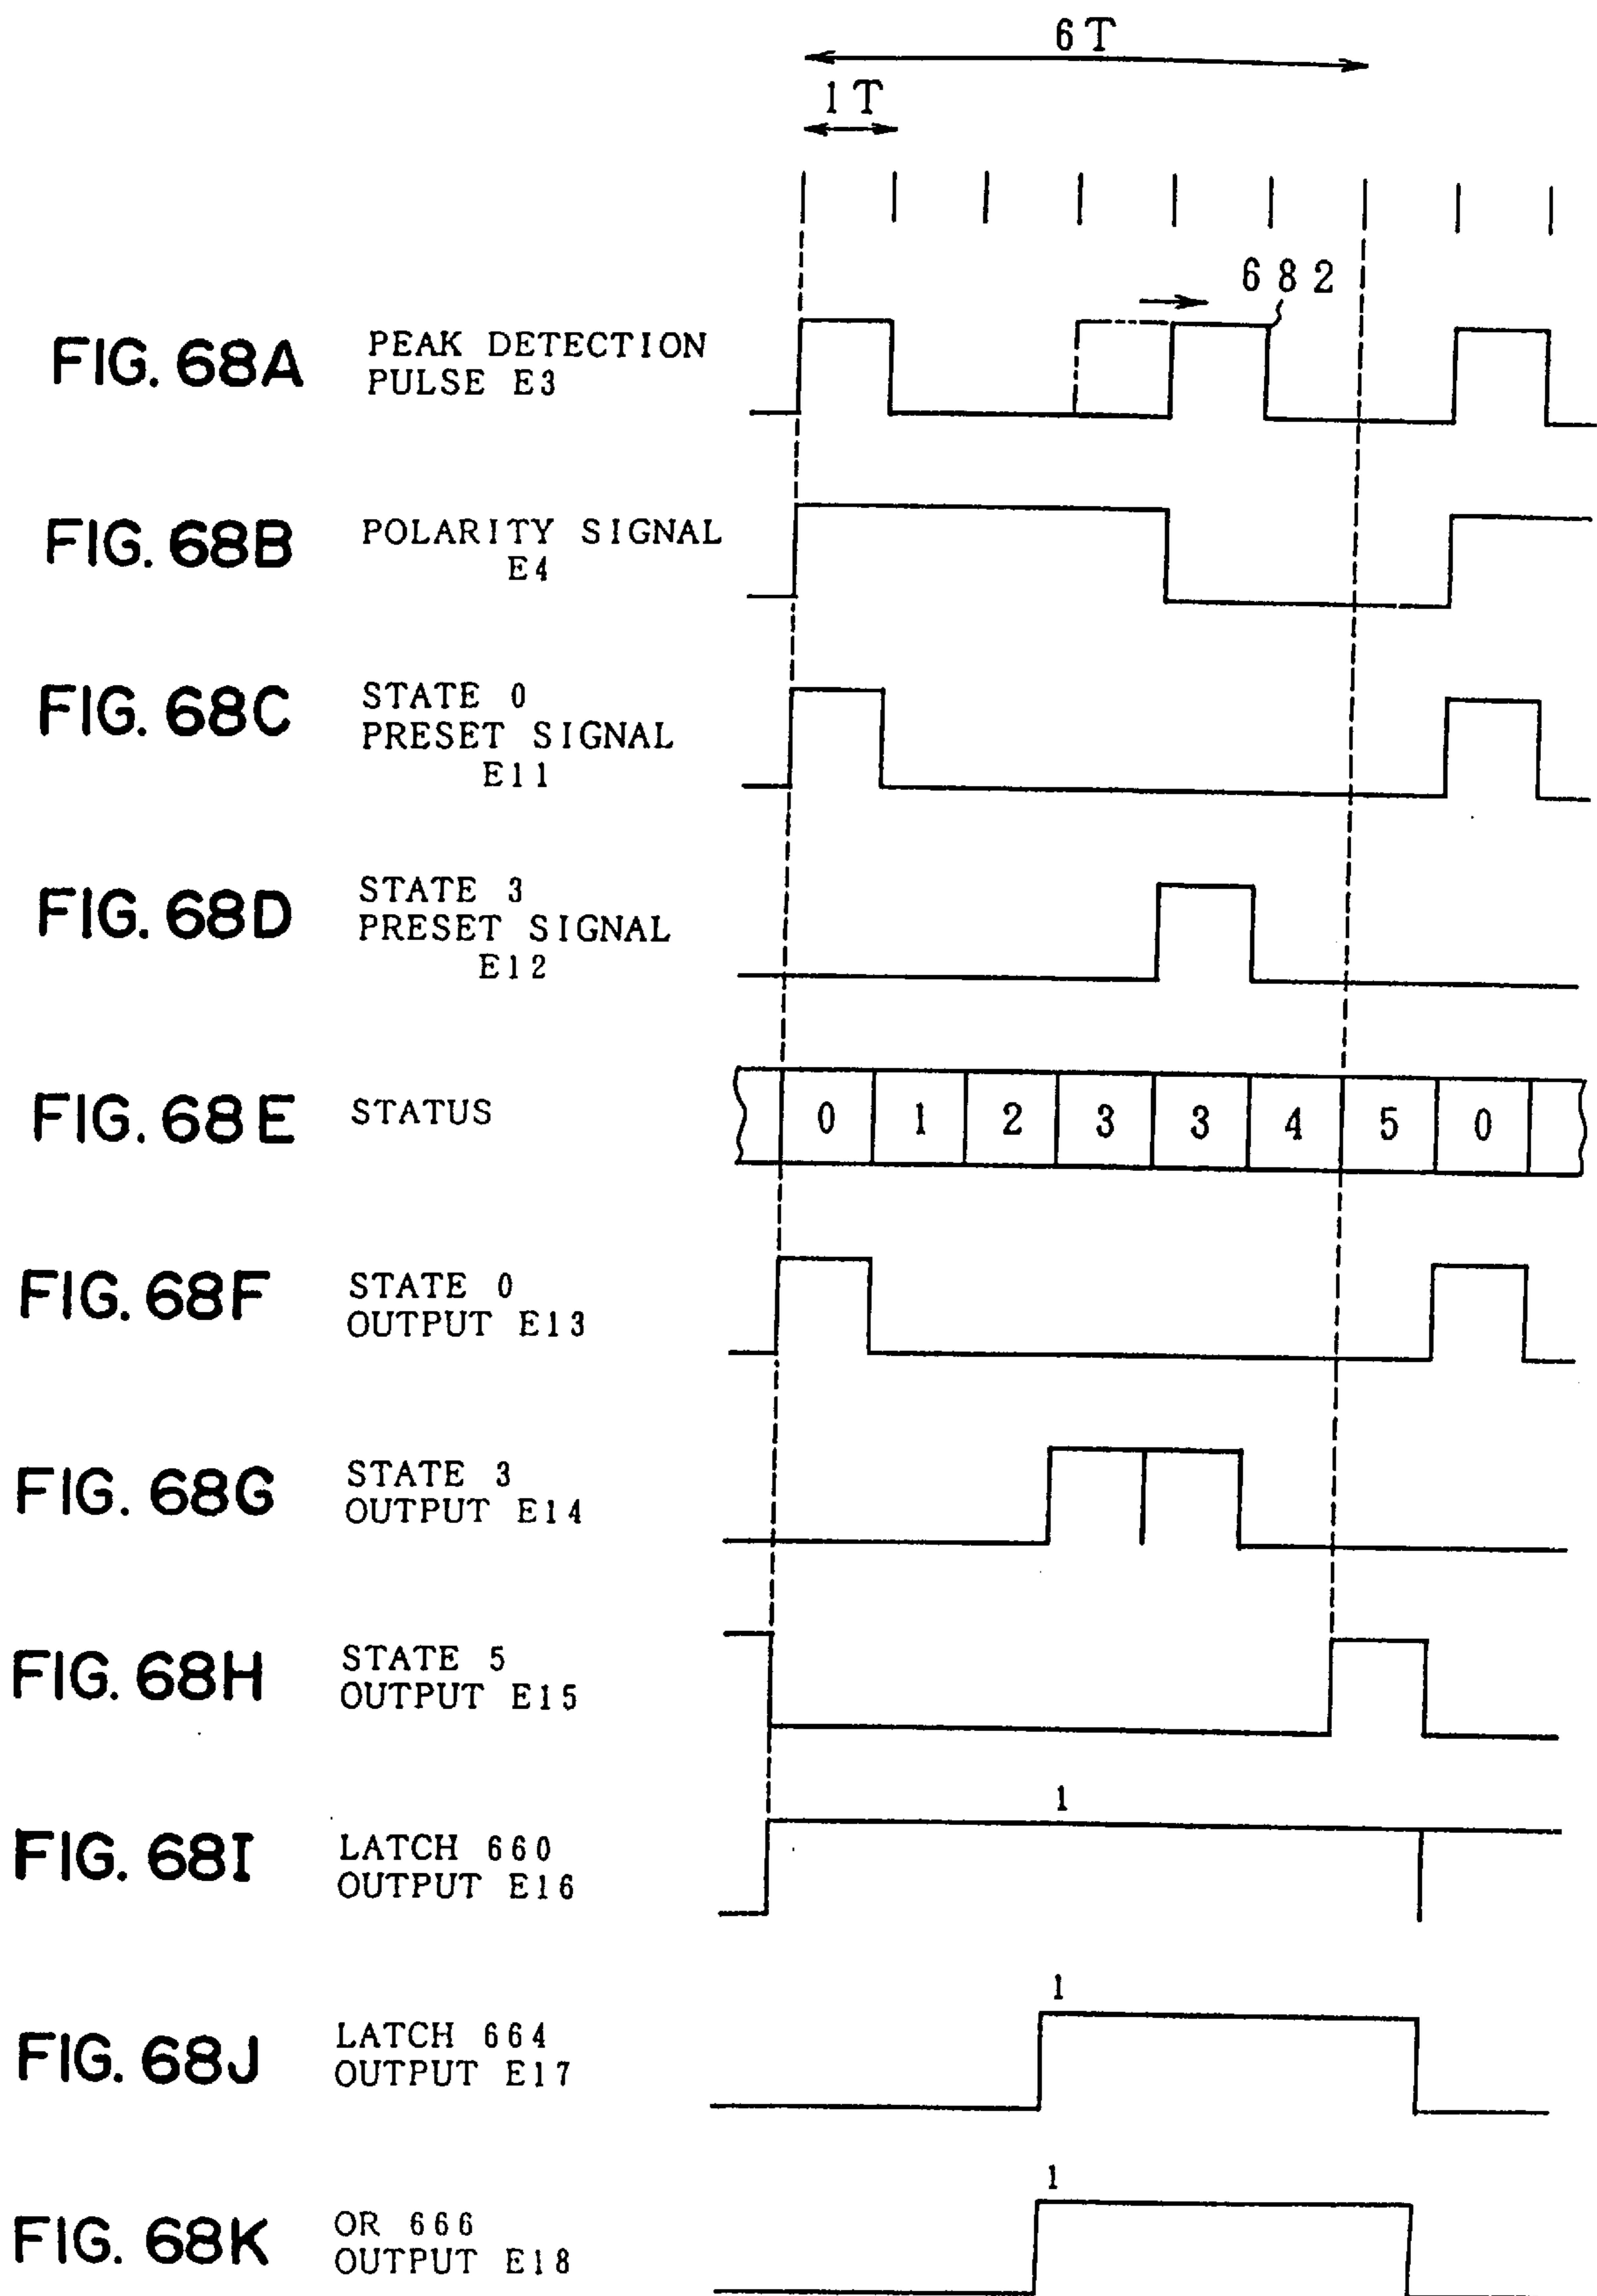 6T
1T
682
FIG. 68A
PEAK DETECTION
PULSE E3
FIG. 68B
POLARITY SIGNAL
E4
FIG. 68C
STATE 0
PRESET SIGNAL
E11
FIG. 68D
STATE 3
PRESET SIGNAL
E12
FIG. 68E
STATUS
0 1 2 3 3 4 5 0
FIG. 68F
STATE 0
OUTPUT E13
FIG. 68G
STATE 3
OUTPUT E14
FIG. 68H
STATE 5
OUTPUT E15
FIG. 68I
LATCH 660
OUTPUT E16
1
FIG. 68J
LATCH 664
OUTPUT E17
1
FIG. 68K
OR 666
OUTPUT E18
1